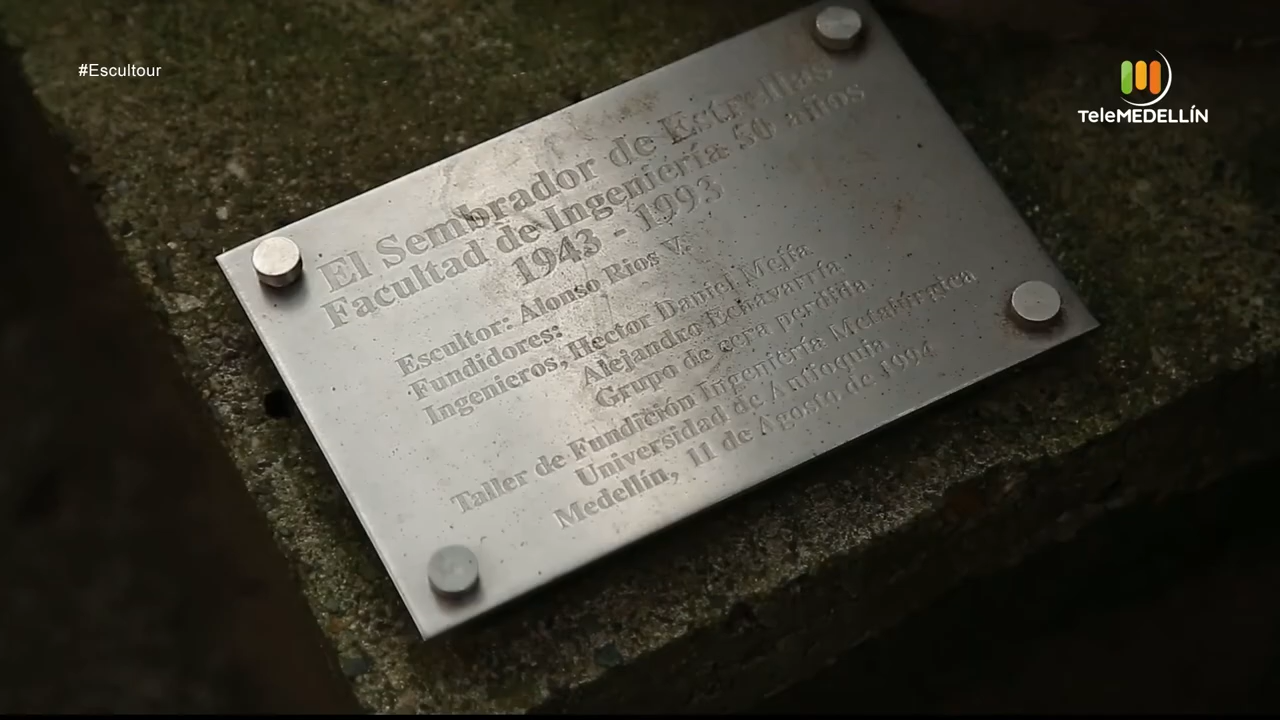 #Escultour
TeleMEDELLÍN
El Sembrador de Estrellas
Facultad de Ingeniería 50 años
1943 - 1993
Escultor: Alonso Rios V.
Fundidores:
Ingenieros, Hector Daniel Mejía
Alejandro Echavarría
Grupo de cera perdida
Taller de Fundición Ingeniería Metalúrgica
Universidad de Antioquia
Medellín, 11 de Agosto de 1994